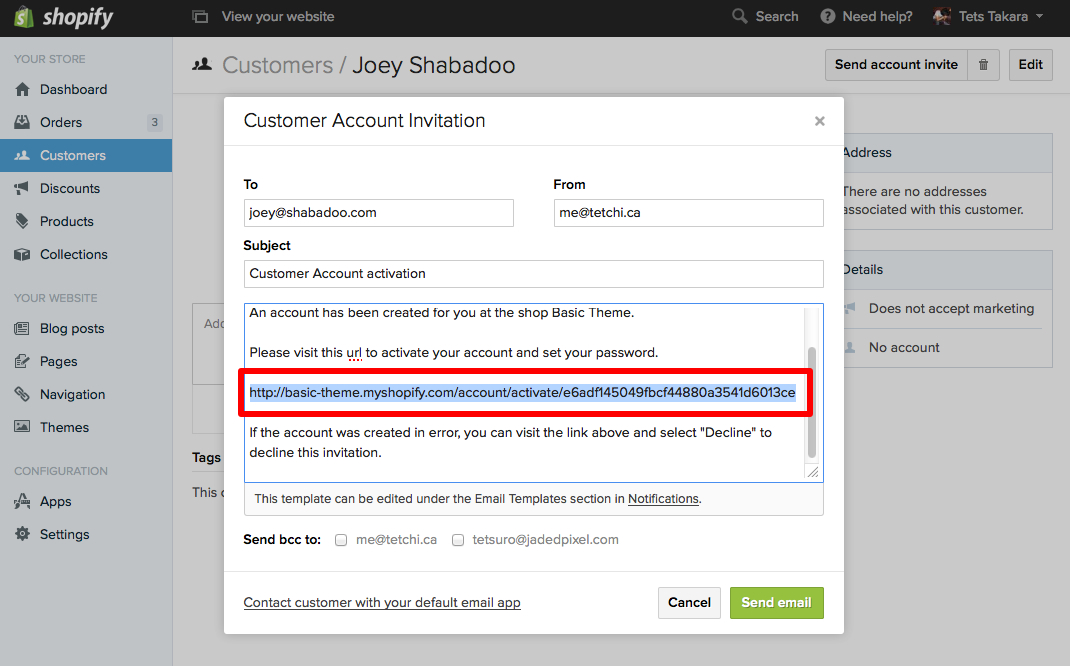 shopify
View your website
Search
Need help?
Tets Takara
YOUR STORE
Dashboard
Orders
3
Customers
Discounts
Products
Collections
YOUR WEBSITE
Blog posts
Pages
Navigation
Themes
CONFIGURATION
Apps
Settings
Customers / Joey Shabadoo
Send account invite
Edit
Customer Account Invitation
×
To
From
joey@shabadoo.com
me@tetchi.ca
Subject
Customer Account activation
An account has been created for you at the shop Basic Theme.
Please visit this url to activate your account and set your password.
http://basic-theme.myshopify.com/account/activate/e6adf145049fbcf44880a3541d6013ce
If the account was created in error, you can visit the link above and select "Decline" to
decline this invitation.
This template can be edited under the Email Templates section in Notifications.
Send bcc to:
me@tetchi.ca
tetsuro@jadedpixel.com
Contact customer with your default email app
Cancel
Send email
Address
There are no addresses
associated with this customer.
Details
Does not accept marketing
No account
Tags
This